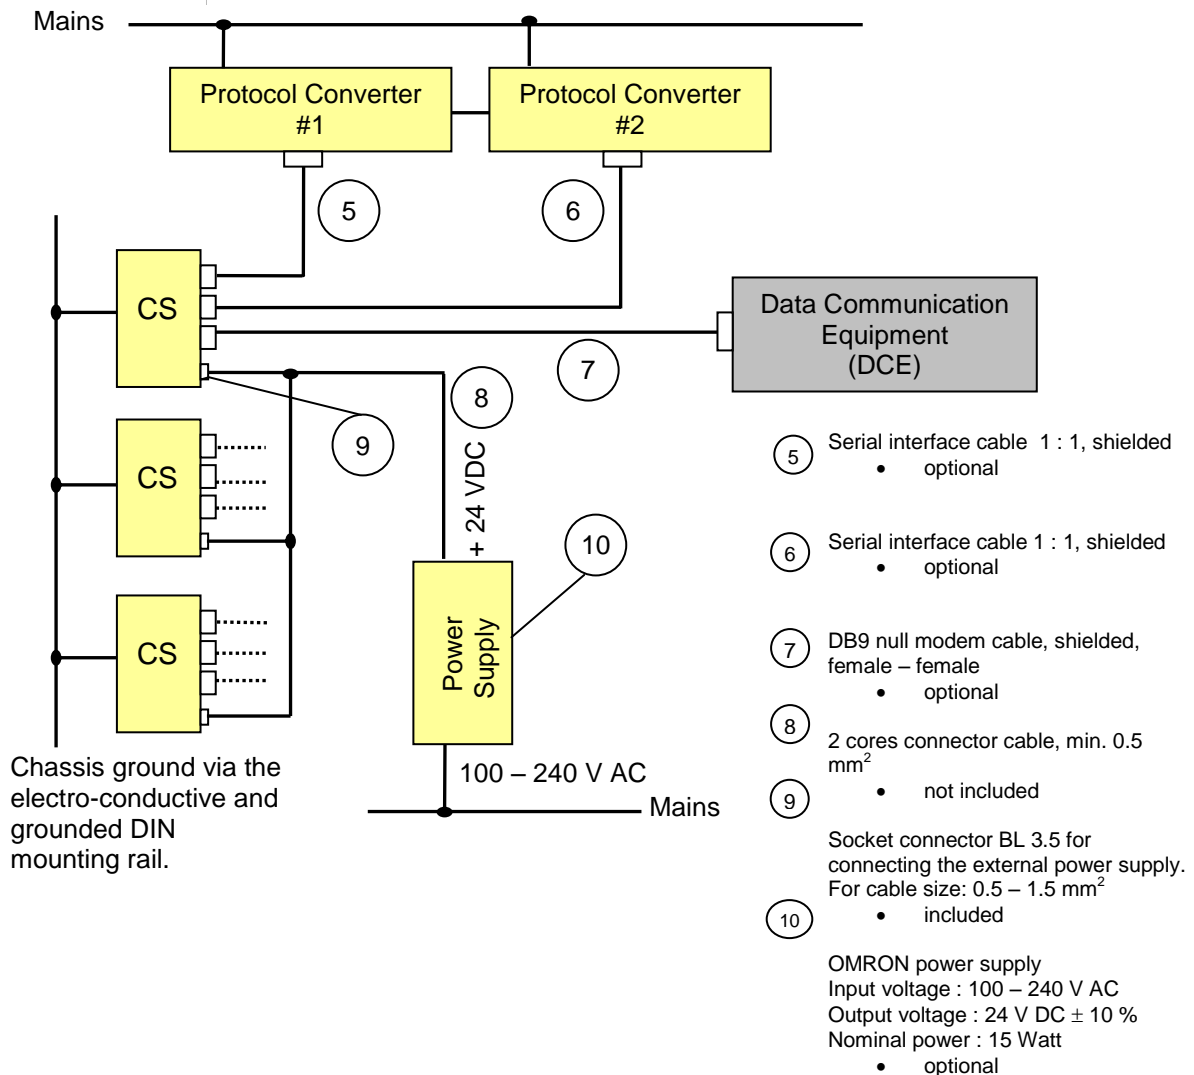 Mains
Protocol Converter
#1
Protocol Converter
#2
5
6
CS
Data Communication
Equipment
(DCE)
7
8
9
CS
+ 24 VDC
10
CS
Power
Supply
100 – 240 V AC
Mains
Chassis ground via the
electro-conductive and
grounded DIN
mounting rail.
5
Serial interface cable 1 : 1, shielded
• optional
6
Serial interface cable 1 : 1, shielded
• optional
7
DB9 null modem cable, shielded,
female – female
• optional
8
2 cores connector cable, min. 0.5
mm²
• not included
9
Socket connector BL 3.5 for
connecting the external power supply.
For cable size: 0.5 – 1.5 mm²
• included
10
OMRON power supply
Input voltage : 100 – 240 V AC
Output voltage : 24 V DC ± 10 %
Nominal power : 15 Watt
• optional